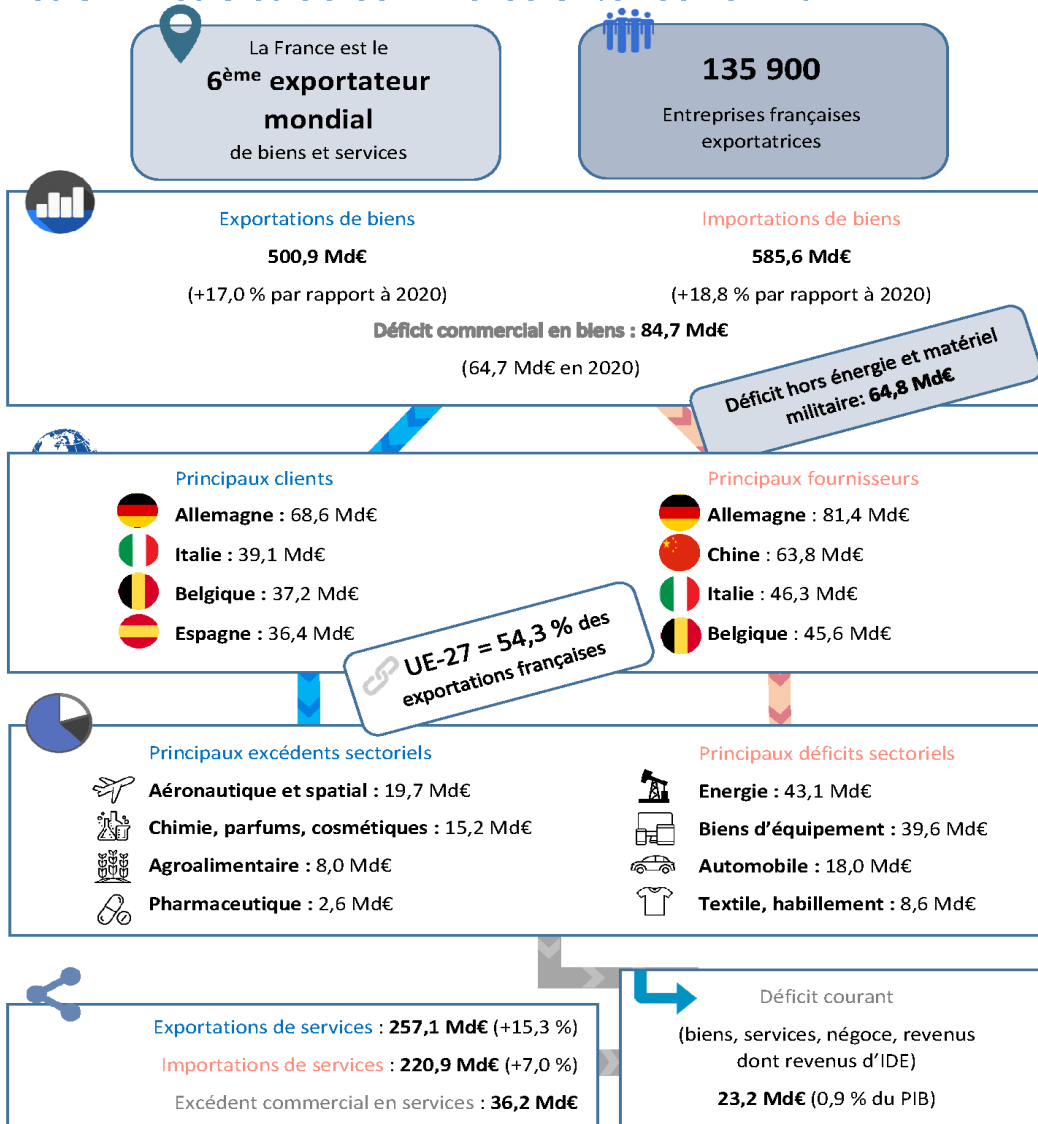 La France est le
6ème exportateur
mondial
de biens et services
135 900
Entreprises françaises
exportatrices
Exportations de biens
500,9 Md€
(+17,0 % par rapport à 2020)
Importations de biens
585,6 Md€
(+18,8 % par rapport à 2020)
Déficit commercial en biens : 84,7 Md€
(64,7 Md€ en 2020)
Déficit hors énergie et matériel
militaire: 64,8 Md€
Principaux clients
Allemagne : 68,6 Md€
Italie : 39,1 Md€
Belgique : 37,2 Md€
Espagne : 36,4 Md€
Principaux fournisseurs
Allemagne : 81,4 Md€
Chine : 63,8 Md€
Italie : 46,3 Md€
Belgique : 45,6 Md€
UE-27 = 54,3 % des
exportations françaises
Principaux excédents sectoriels
Aéronautique et spatial : 19,7 Md€
Chimie, parfums, cosmétiques : 15,2 Md€
Agroalimentaire : 8,0 Md€
Pharmaceutique : 2,6 Md€
Principaux déficits sectoriels
Energie : 43,1 Md€
Biens d’équipement : 39,6 Md€
Automobile : 18,0 Md€
Textile, habillement : 8,6 Md€
Exportations de services : 257,1 Md€ (+15,3 %)
Importations de services : 220,9 Md€ (+7,0 %)
Excédent commercial en services : 36,2 Md€
Déficit courant
(biens, services, négoce, revenus
dont revenus d’IDE)
23,2 Md€ (0,9 % du PIB)